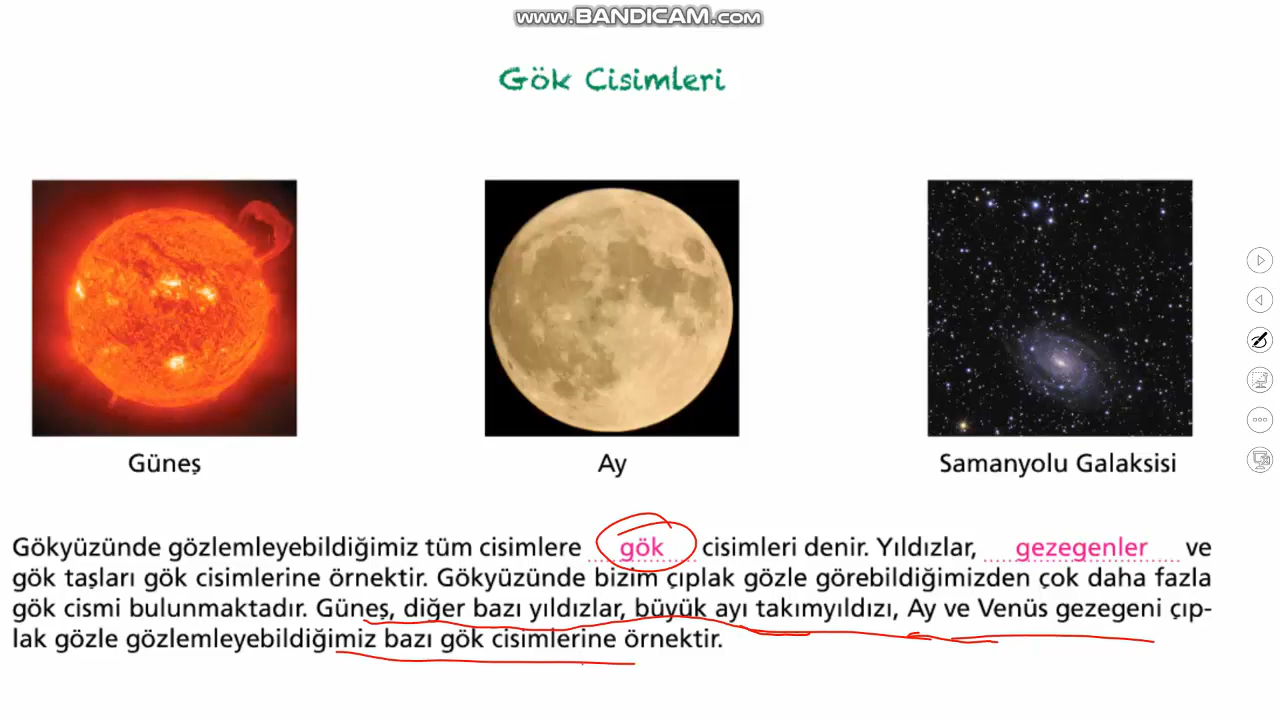 www.BANDICAM.com
Gök Cisimleri
Güneş
Ay
Samanyolu Galaksisi
Gökyüzünde gözlemleyebildiğimiz tüm cisimlere gök cisimleri denir. Yıldızlar, gezegenler ve
gök taşları gök cisimlerine örnektir. Gökyüzünde bizim çıplak gözle görebildiğimizden çok daha fazla
gök cismi bulunmaktadır. Güneş, diğer bazı yıldızlar, büyük ayı takımyıldızı, Ay ve Venüs gezegeni çıp-
lak gözle gözlemleyebildiğimiz bazı gök cisimlerine örnektir.